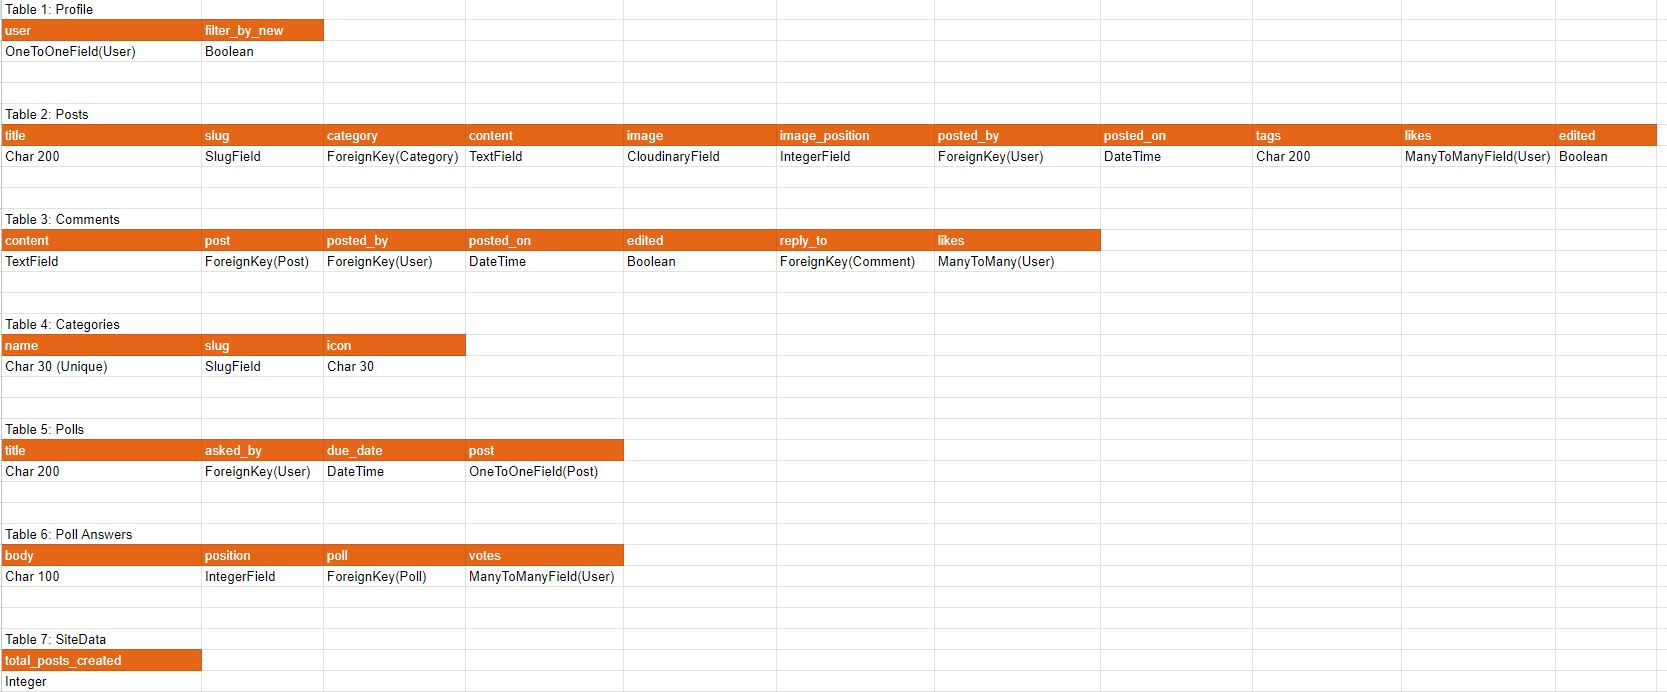 Table 1: Profile
user filter_by_new
OneToOneField(User) Boolean
Table 2: Posts
title slug category content image image_position posted_by posted_on tags likes edited
Char 200 SlugField ForeignKey(Category) TextField CloudinaryField IntegerField ForeignKey(User) DateTime Char 200 ManyToManyField(User) Boolean
Table 3: Comments
content post posted_by posted_on edited reply_to likes
TextField ForeignKey(Post) ForeignKey(User) DateTime Boolean ForeignKey(Comment) ManyToMany(User)
Table 4: Categories
name slug icon
Char 30 (Unique) SlugField Char 30
Table 5: Polls
title asked_by due_date post
Char 200 ForeignKey(User) DateTime OneToOneField(Post)
Table 6: Poll Answers
body position poll votes
Char 100 IntegerField ForeignKey(Poll) ManyToManyField(User)
Table 7: SiteData
total_posts_created
Integer